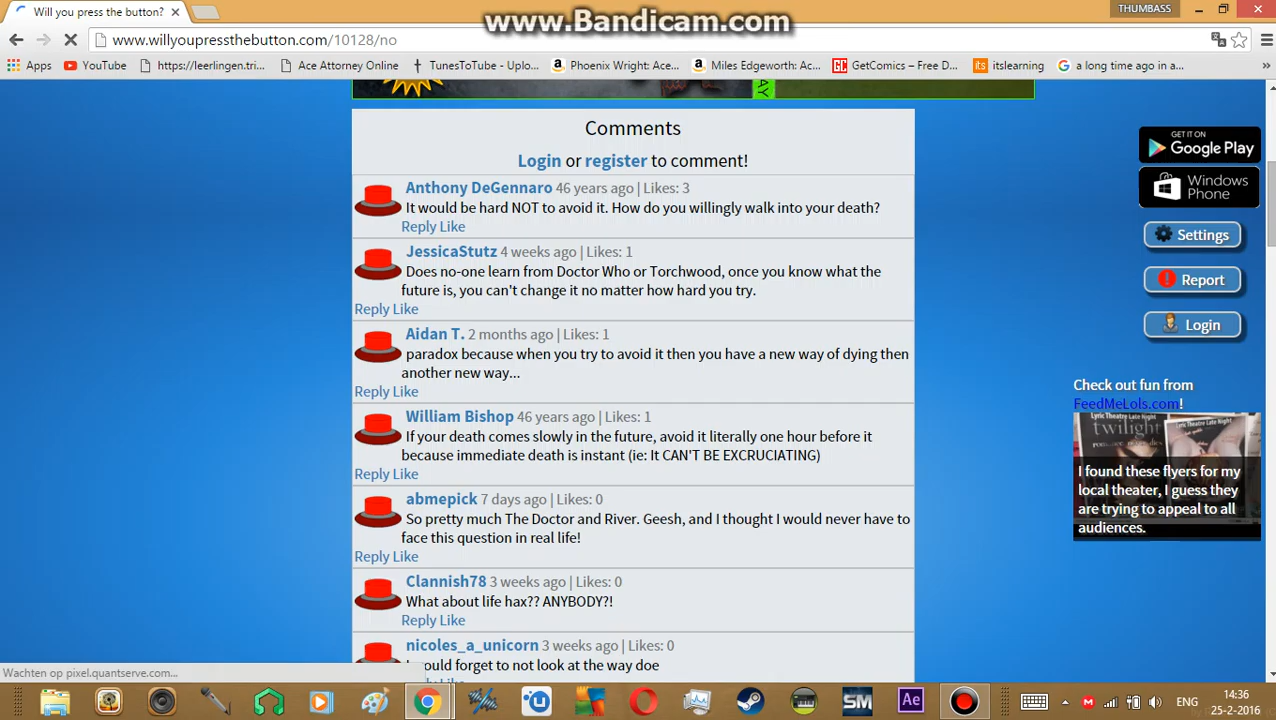 www.Bandicam.com
Will you press the button?
THUMBASS
www.willyoupressthebutton.com/10128/no
Apps
YouTube
https://leerlingen.tri...
Ace Attorney Online
TunesToTube - Uplo...
Phoenix Wright: Ace...
Miles Edgeworth: Ac...
GetComics – Free D...
itslearning
a long time ago in a...
AY
Comments
Login or register to comment!
Anthony DeGennaro 46 years ago | Likes: 3
It would be hard NOT to avoid it. How do you willingly walk into your death?
Reply Like
JessicaStutz 4 weeks ago | Likes: 1
Does no-one learn from Doctor Who or Torchwood, once you know what the
future is, you can't change it no matter how hard you try.
Reply Like
Aidan T. 2 months ago | Likes: 1
paradox because when you try to avoid it then you have a new way of dying then
another new way...
Reply Like
William Bishop 46 years ago | Likes: 1
If your death comes slowly in the future, avoid it literally one hour before it
because immediate death is instant (ie: It CAN'T BE EXCRUCIATING)
Reply Like
abmepick 7 days ago | Likes: 0
So pretty much The Doctor and River. Geesh, and I thought I would never have to
face this question in real life!
Reply Like
Clannish78 3 weeks ago | Likes: 0
What about life hax?? ANYBODY?!
Reply Like
nicoles_a_unicorn 3 weeks ago | Likes: 0
would forget to not look at the way doe
GET IT ON
Google Play
Windows
Phone
Settings
Report
Login
Check out fun from
FeedMeLols.com!
Lyric Theatre Late Night
twilight
Lyric Theatre Late Night
I found these flyers for my
local theater, I guess they
are trying to appeal to all
audiences.
Wachten op pixel.quantserve.com...
Ae
SM
ENG
14:36
25-2-2016